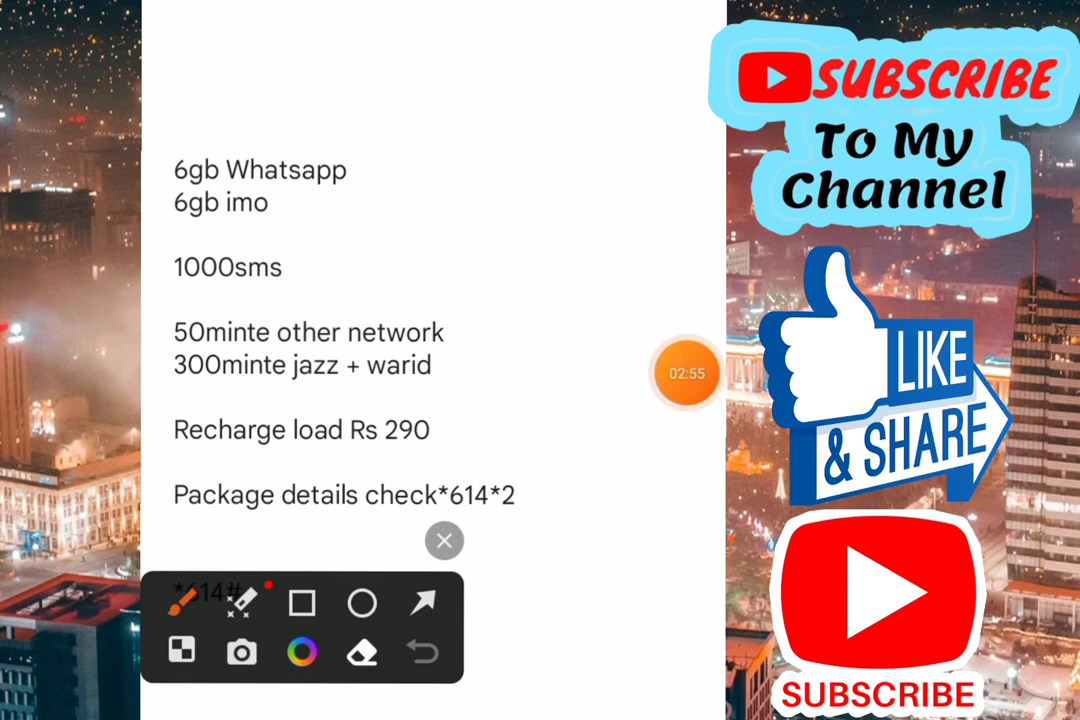 6gb Whatsapp
6gb imo
1000sms
50minte other network
300minte jazz + warid
Recharge load Rs 290
Package details check*614*2
*614#
02:55
SUBSCRIBE
To My
Channel
LIKE
& SHARE
SUBSCRIBE